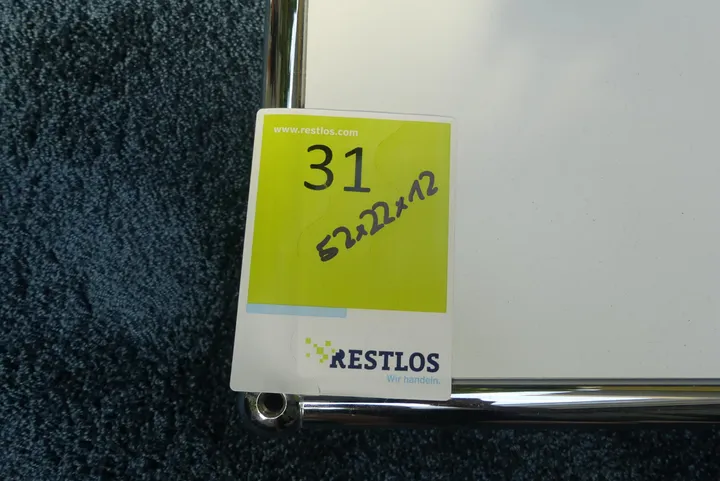 www.restlos.com
31
52x22x12
RESTLOS
Wir handeln.